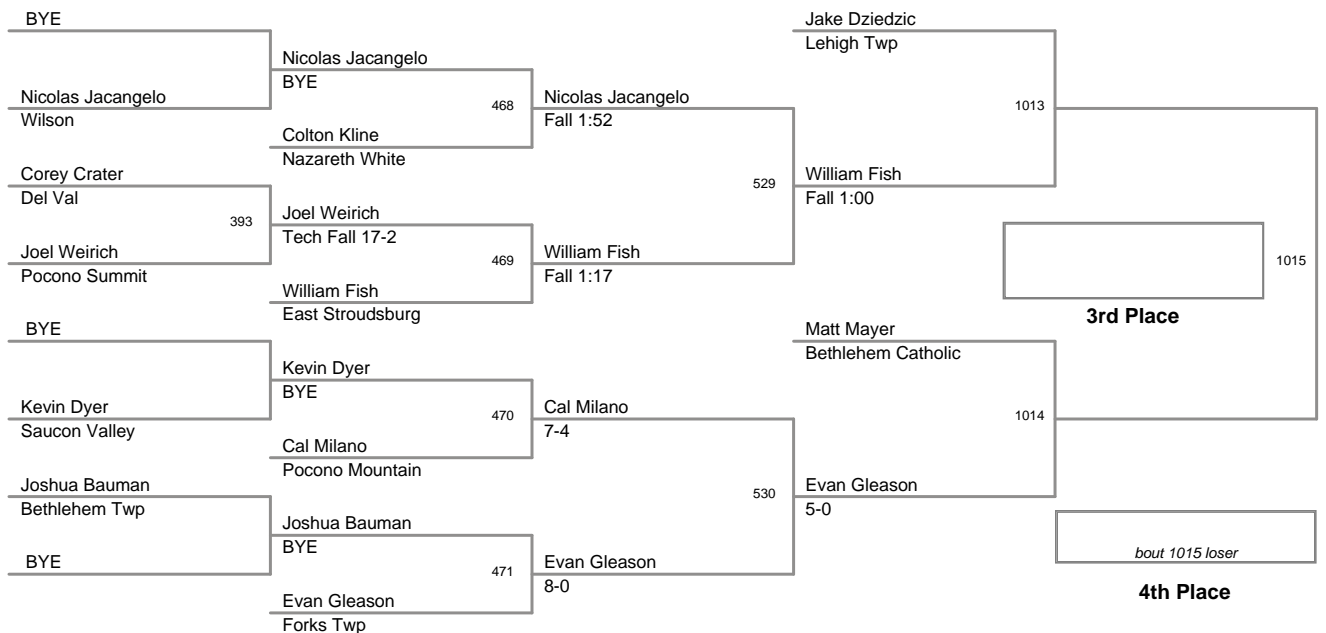 BYE
Nicolas Jacangelo
Wilson
Corey Crater
Del Val
393
Joel Weirich
Pocono Summit
BYE
Kevin Dyer
Saucon Valley
Joshua Bauman
Bethlehem Twp
BYE
Nicolas Jacangelo
BYE
468
Colton Kline
Nazareth White
Joel Weirich
Tech Fall 17-2
469
William Fish
East Stroudsburg
Kevin Dyer
BYE
470
Cal Milano
Pocono Mountain
Joshua Bauman
BYE
471
Evan Gleason
Forks Twp
Nicolas Jacangelo
Fall 1:52
529
William Fish
Fall 1:17
Cal Milano
7-4
530
Evan Gleason
8-0
Jake Dziedzic
Lehigh Twp
1013
William Fish
Fall 1:00
Matt Mayer
Bethlehem Catholic
1014
Evan Gleason
5-0
1015
3rd Place
bout 1015 loser
4th Place